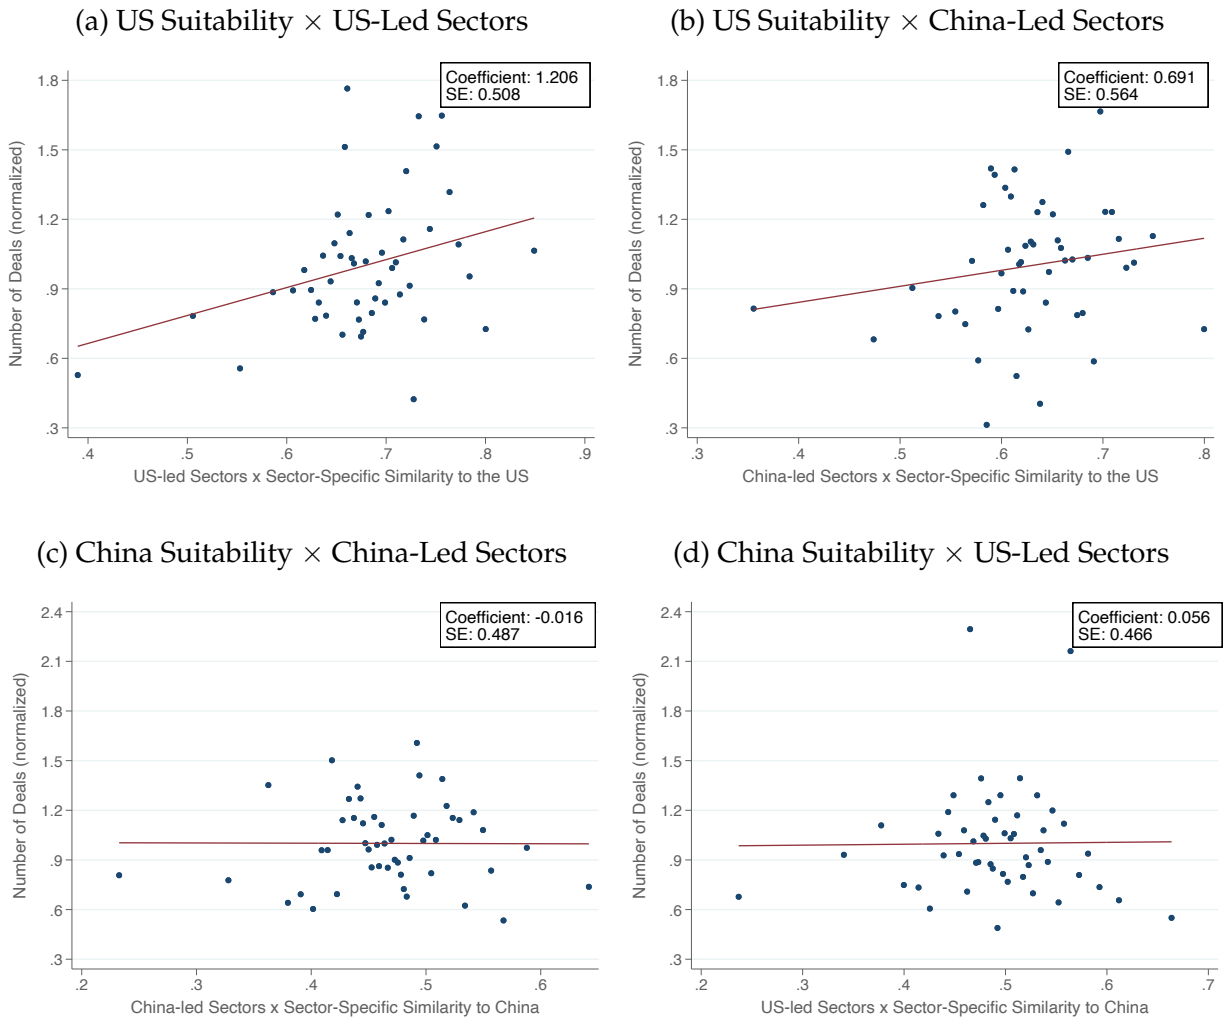 (a) US Suitability × US-Led Sectors
Coefficient: 1.206
SE: 0.508
Number of Deals (normalized)
1.8
1.5
1.2
.9
.6
.3
.4
.5
.6
.7
.8
.9
US-led Sectors x Sector-Specific Similarity to the US
(b) US Suitability × China-Led Sectors
Coefficient: 0.691
SE: 0.564
Number of Deals (normalized)
1.8
1.5
1.2
.9
.6
.3
.3
.4
.5
.6
.7
.8
China-led Sectors x Sector-Specific Similarity to the US
(c) China Suitability × China-Led Sectors
Coefficient: -0.016
SE: 0.487
Number of Deals (normalized)
2.4
2.1
1.8
1.5
1.2
.9
.6
.3
.2
.3
.4
.5
.6
China-led Sectors x Sector-Specific Similarity to China
(d) China Suitability × US-Led Sectors
Coefficient: 0.056
SE: 0.466
Number of Deals (normalized)
2.4
2.1
1.8
1.5
1.2
.9
.6
.3
.2
.3
.4
.5
.6
.7
US-led Sectors x Sector-Specific Similarity to China